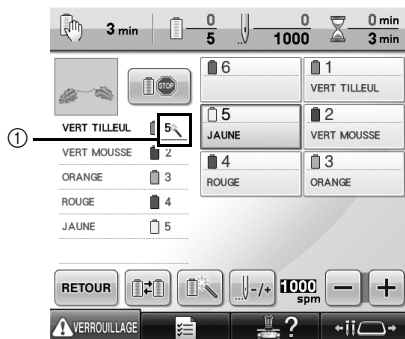 3 min
0
5
0
1000
0 min
3 min
STOP
6
1
VERT TILLEUL
5
JAUNE
2
VERT MOUSSE
4
ROUGE
3
ORANGE
①
VERT TILLEUL 5
VERT MOUSSE 2
ORANGE 3
ROUGE 4
JAUNE 5
RETOUR
-/+
1000
spm
−
+
VERROUILLAGE
?